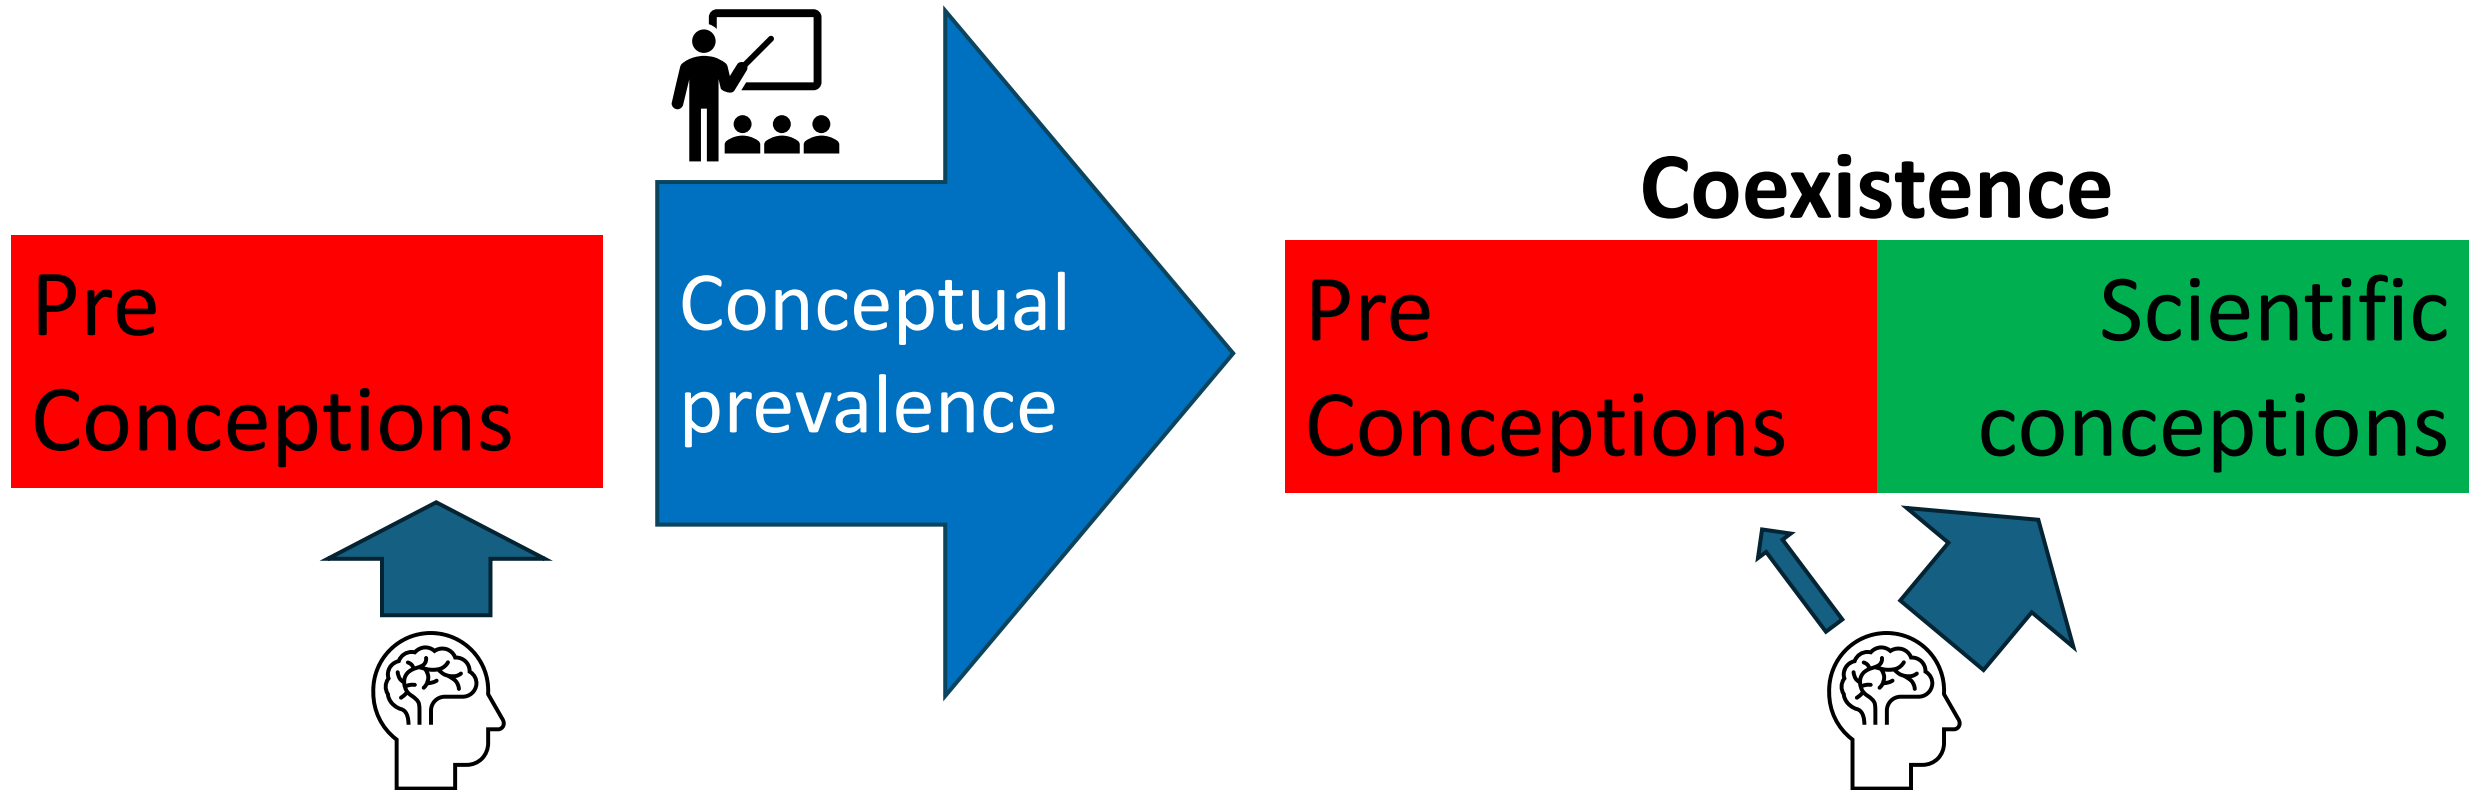 Pre
Conceptions
Conceptual
prevalence
Coexistence
Pre
Conceptions
Scientific
conceptions